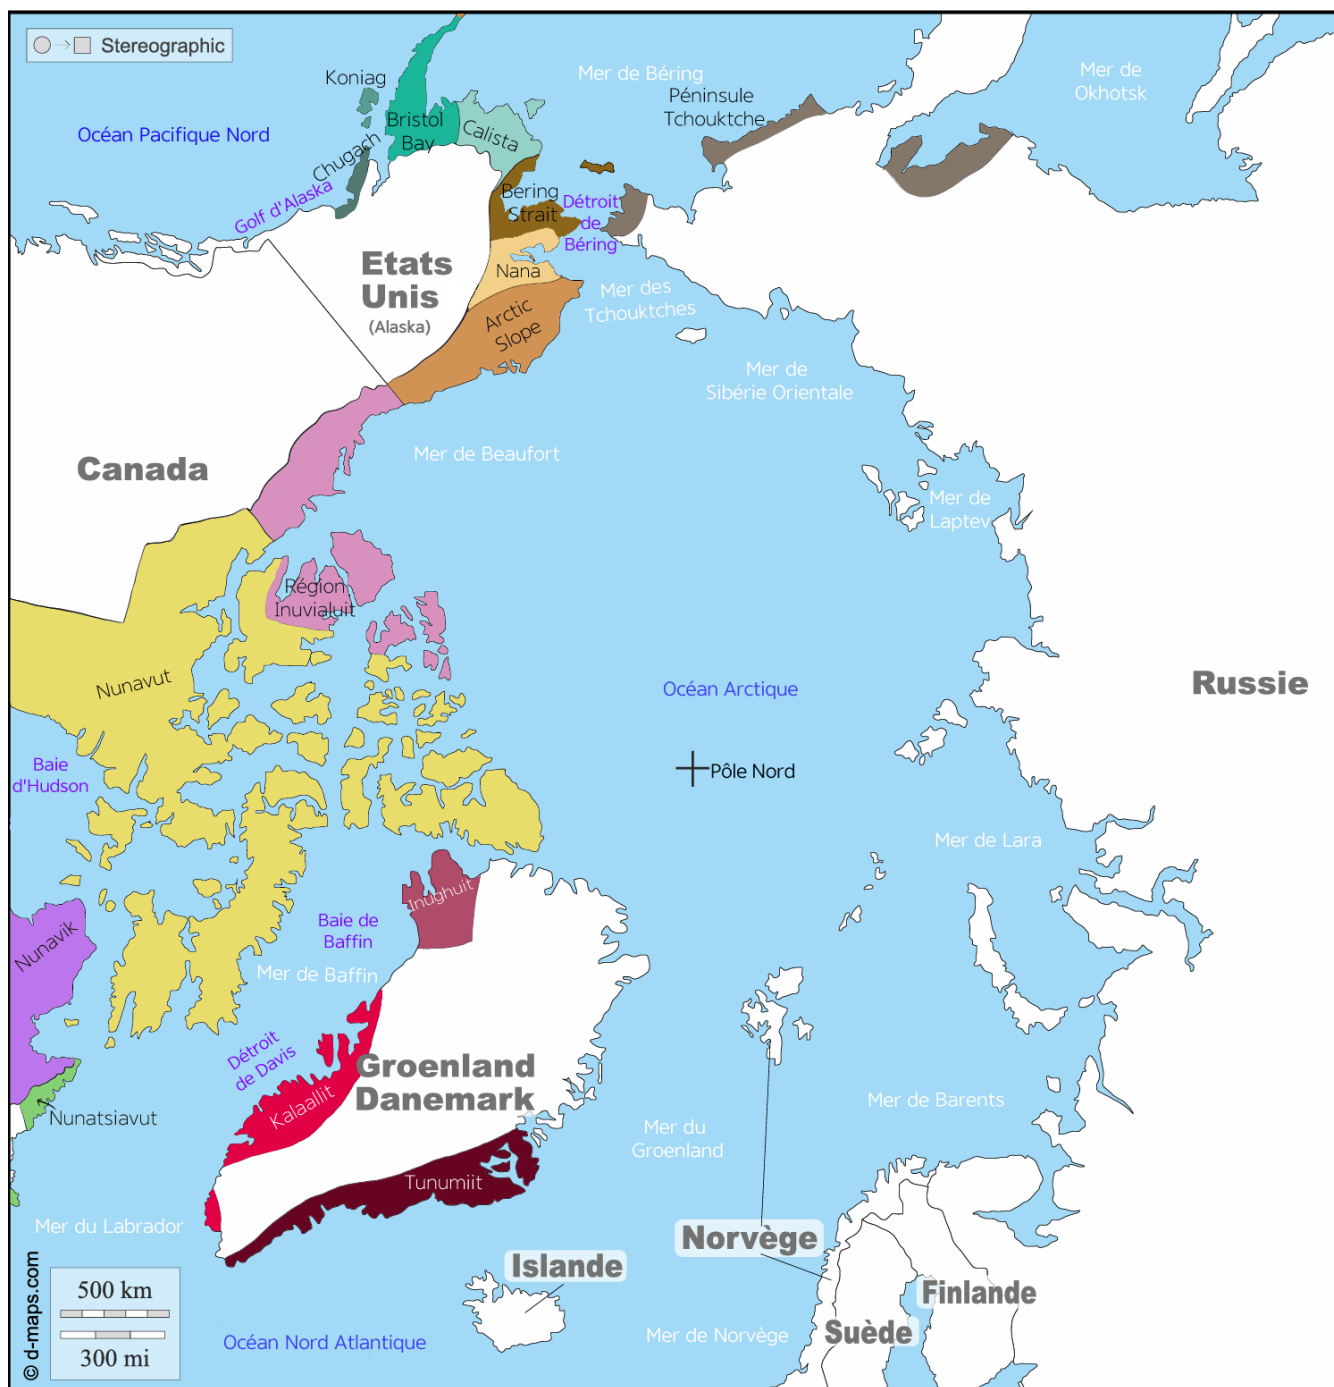 Stereographic
Koniag
Mer de Béring
Mer de
Okhotsk
Péninsule
Tchouktche
Océan Pacifique Nord
Bristol
Bay
Calista
Chugach
Golf d'Alaska
Bering
Strait
Détroit
de
Béring
Etats
Unis
(Alaska)
Nana
Mer des
Tchouktches
Arctic
Slope
Mer de
Sibérie Orientale
Canada
Mer de Beaufort
Mer de
Laptev
Région
Inuvialuit
Nunavut
Océan Arctique
Russie
Baie
d'Hudson
Pôle Nord
Mer de Lara
Inughuit
Baie de
Baffin
Nunavik
Mer de Baffin
Détroit
de Davis
Groenland
Danemark
Kalaallit
Nunatsiavut
Mer de Barents
Mer du
Groenland
Tunumiit
Mer du Labrador
Norvège
Islande
Finlande
Suède
500 km
300 mi
Océan Nord Atlantique
Mer de Norvège
© d-maps.com